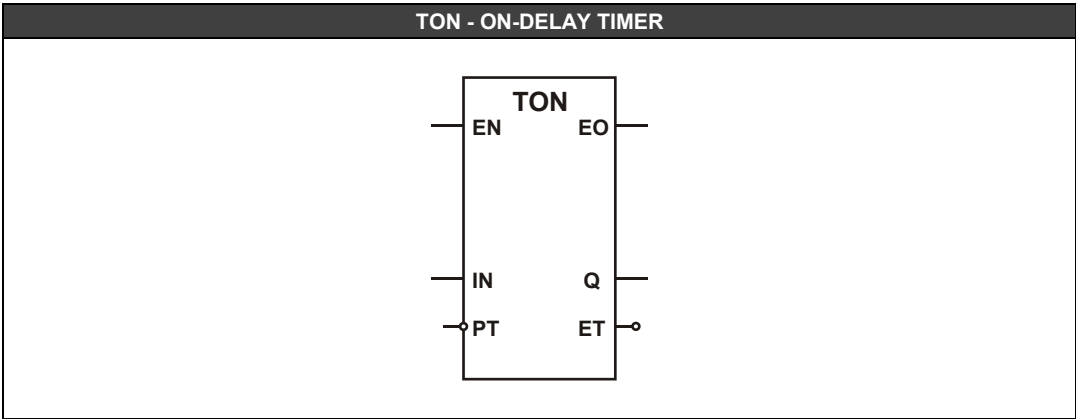 TON - ON-DELAY TIMER
TON
EN EO
IN Q
PT ET